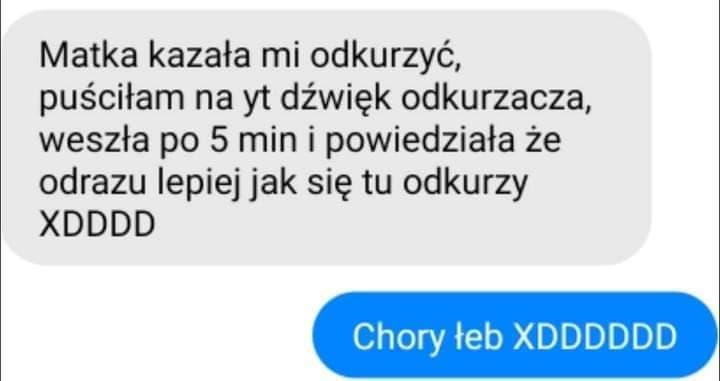 Matka kazała mi odkurzyć,
puściłam na yt dźwięk odkurzacza,
weszła po 5 min i powiedziała że
odrazu lepiej jak się tu odkurzy
XDDDD
Chory łeb XDDDDDD